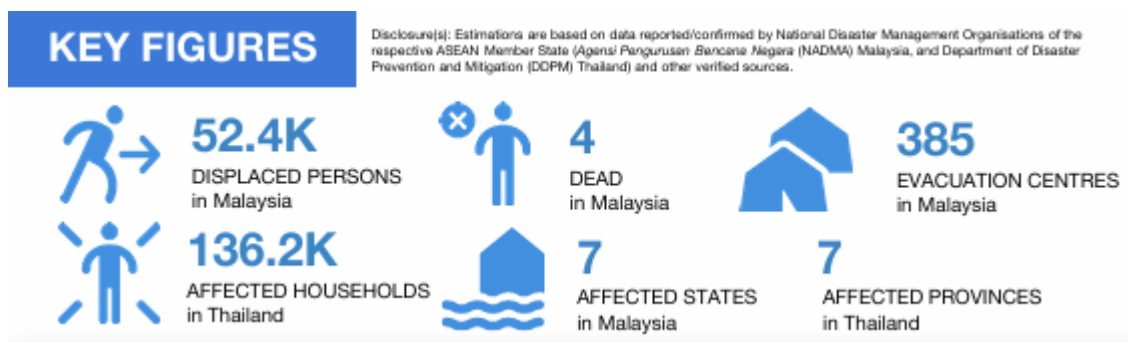 KEY FIGURES
Disclosure(s): Estimations are based on data reported/confirmed by National Disaster Management Organisations of the
respective ASEAN Member State (Agensi Pengurusan Bencana Negara (NADMA) Malaysia, and Department of Disaster
Prevention and Mitigation (DDPM) Thailand) and other verified sources.
52.4K
DISPLACED PERSONS
in Malaysia
4
DEAD
in Malaysia
385
EVACUATION CENTRES
in Malaysia
136.2K
AFFECTED HOUSEHOLDS
in Thailand
7
AFFECTED STATES
in Malaysia
7
AFFECTED PROVINCES
in Thailand